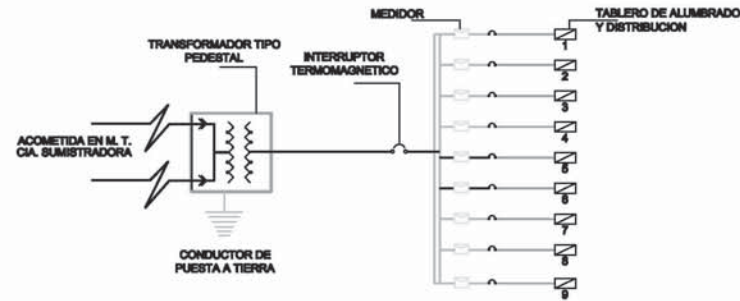 MEDIDOR
TABLERO DE ALUMBRADO
Y DISTRIBUCION
TRANSFORMADOR TIPO
PEDESTAL
INTERRUPTOR
TERMOMAGNETICO
ACOMETIDA EN M. T.
CIA. SUMISTRADORA
CONDUCTOR DE
PUESTA A TIERRA
1
2
3
4
5
6
7
8
9